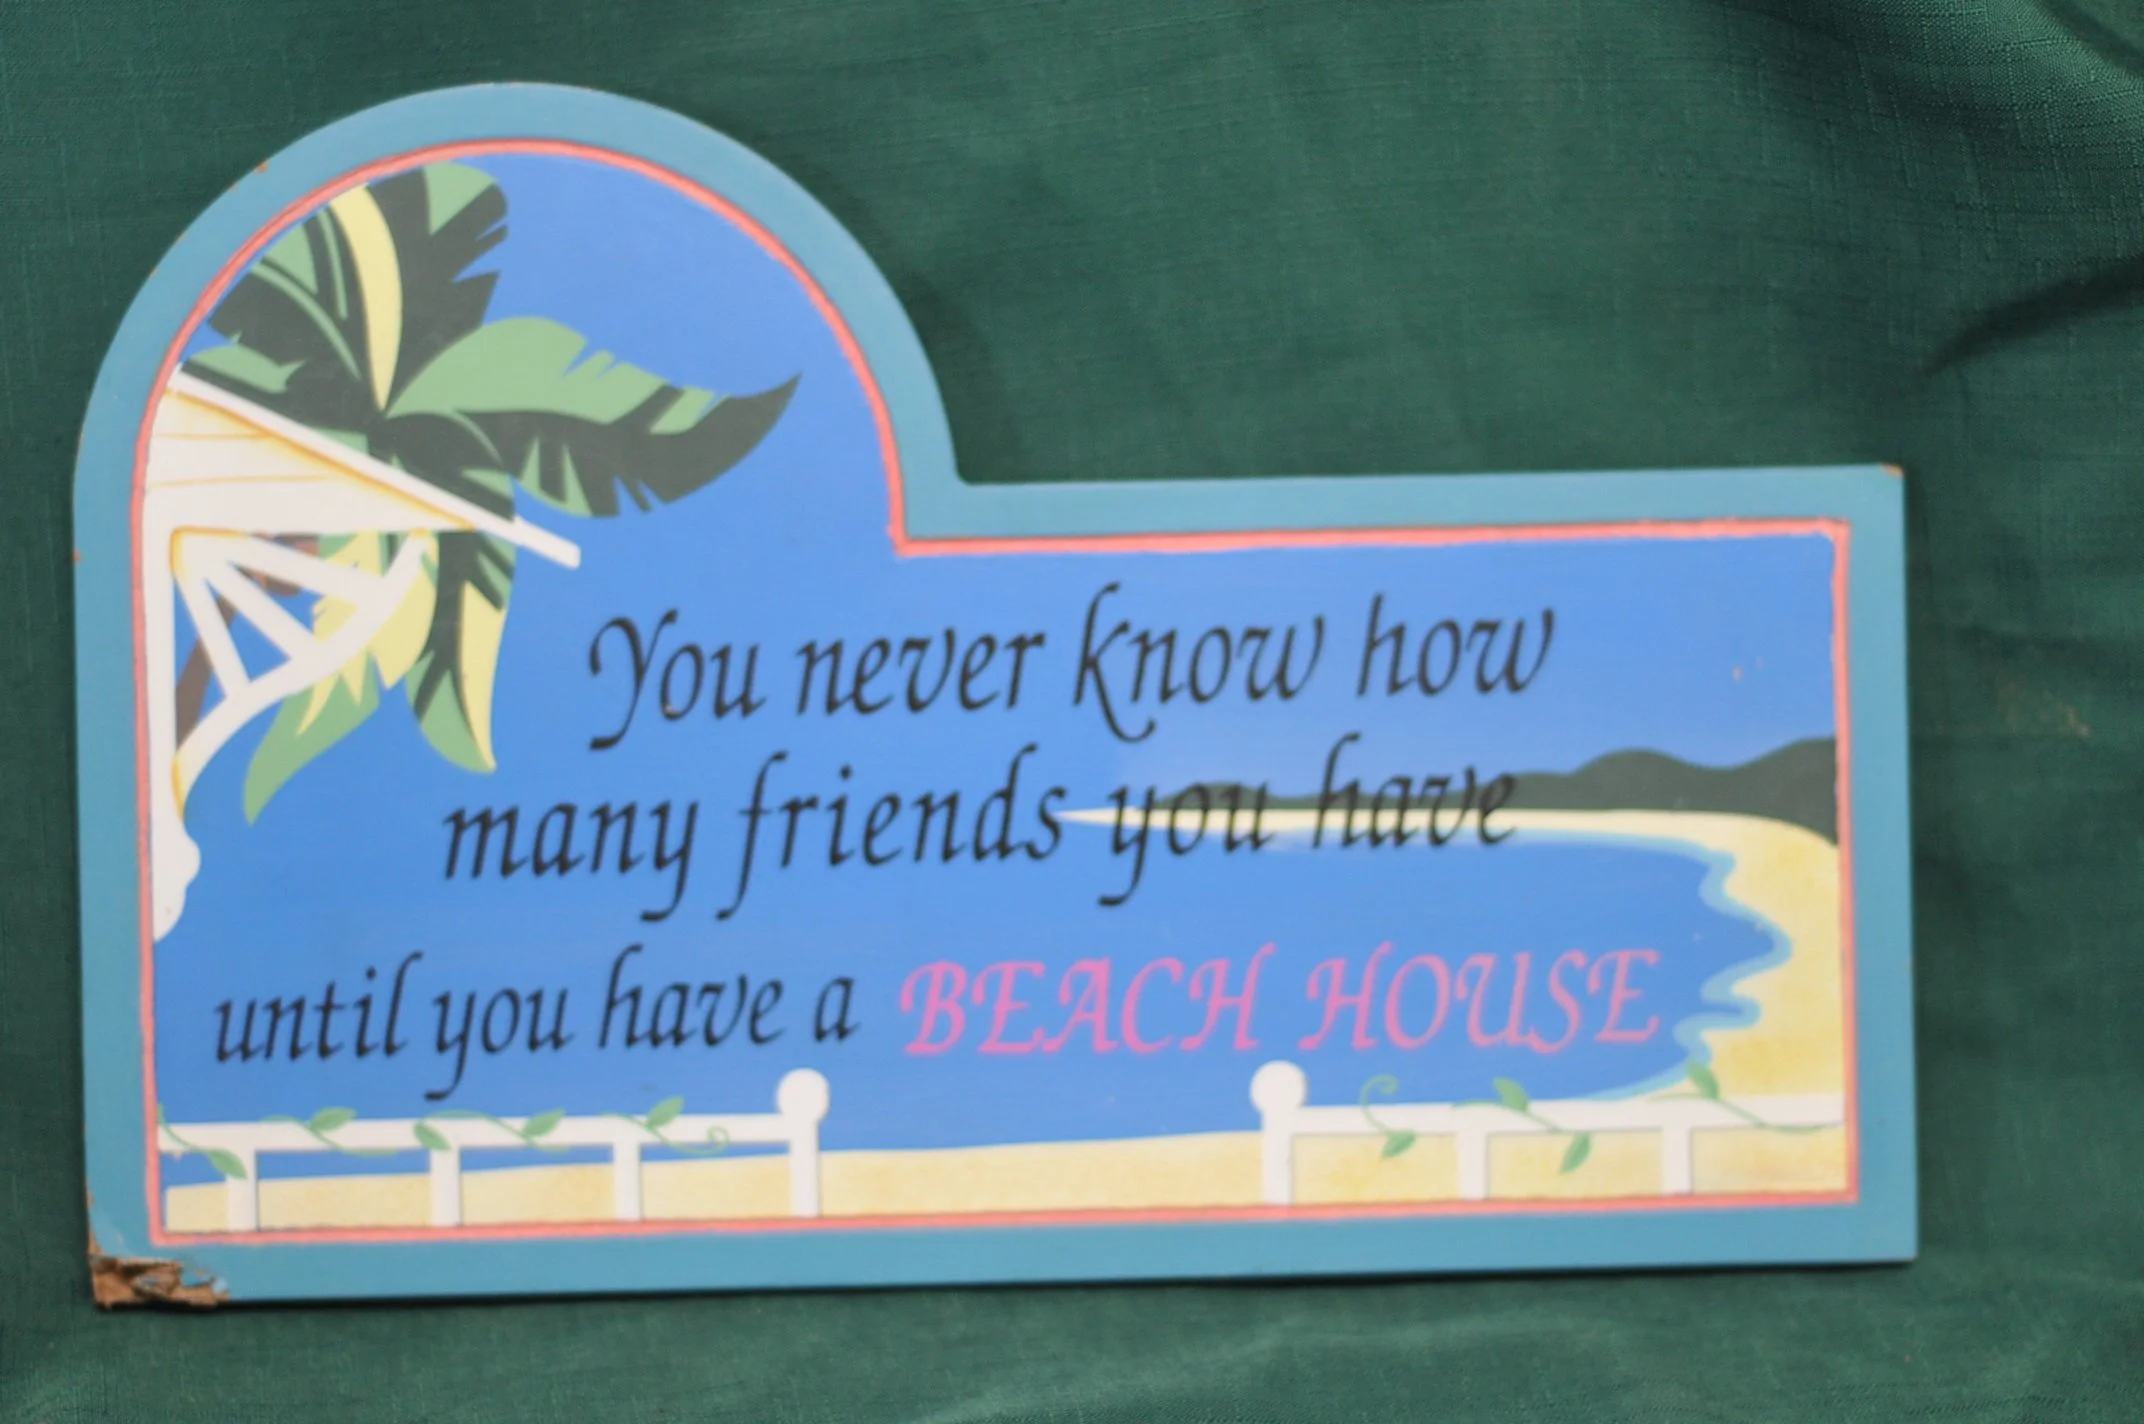 You never know how
many friends you have
until you have a BEACH HOUSE